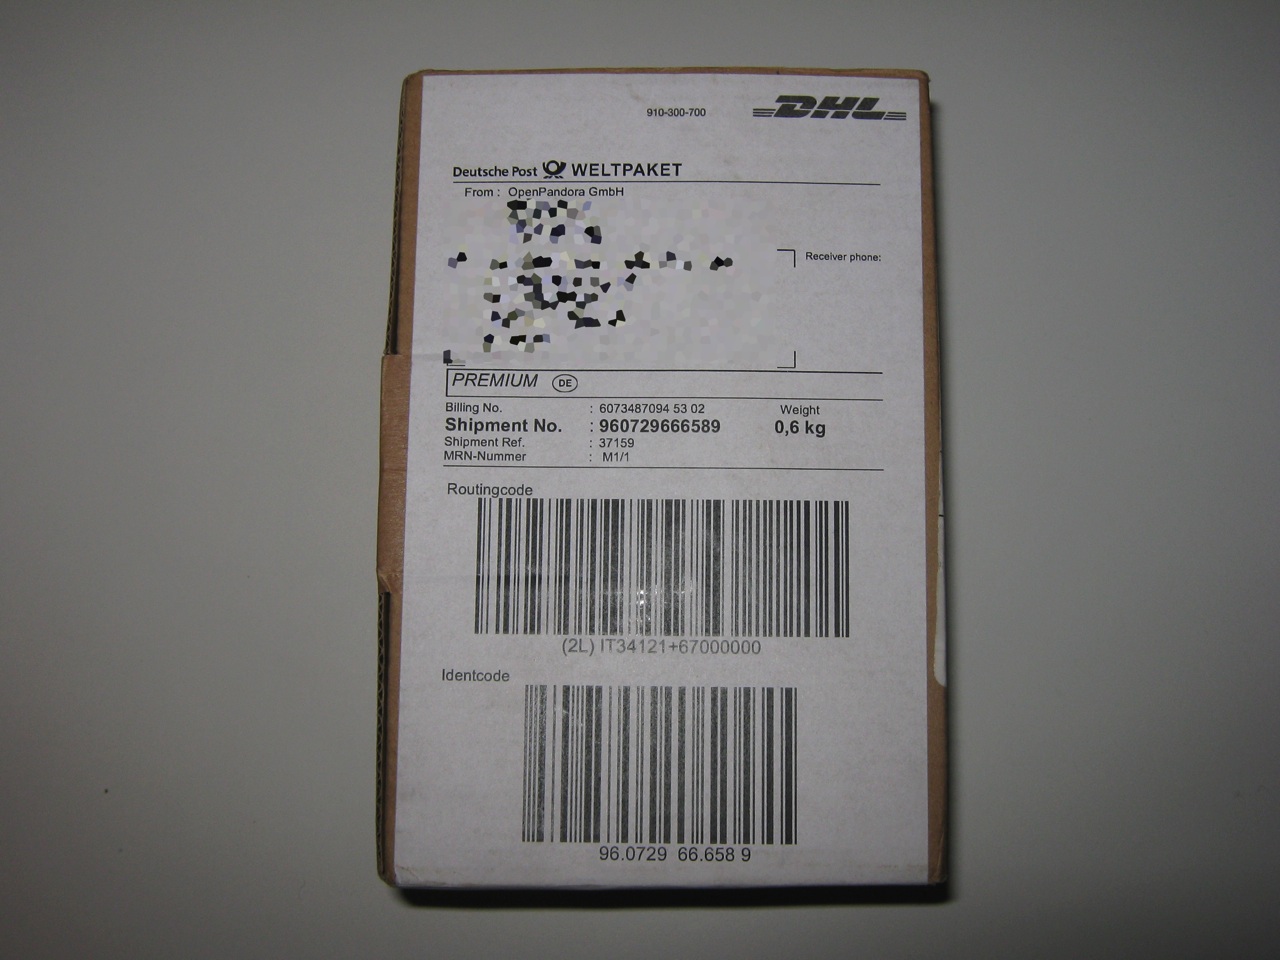 910-300-700
DHL
Deutsche Post WELTPAKET
From : OpenPandora GmbH
Receiver phone:
PREMIUM DE
Billing No. : 6073487094 53 02 Weight
Shipment No. : 960729666589 0,6 kg
Shipment Ref. : 37159
MRN-Nummer : M1/1
Routingcode
(2L) IT34121+67000000
Identcode
96.0729 66.658 9